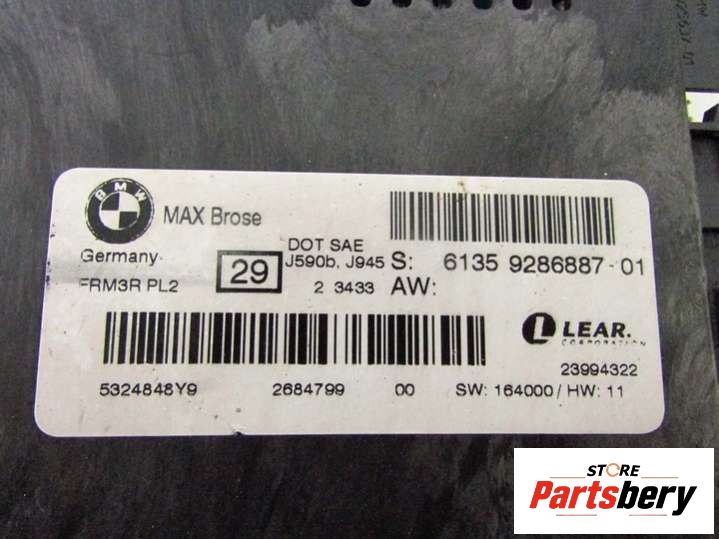 BMW
MAX Brose
Germany
FRM3R PL2
29
DOT SAE
J590b, J945
2 3433
S: 6135 9286887-01
AW:
LEAR.
CORPORATION
23994322
5324848Y9 2684799 00 SW: 164000 / HW: 11
STORE
Partsbery